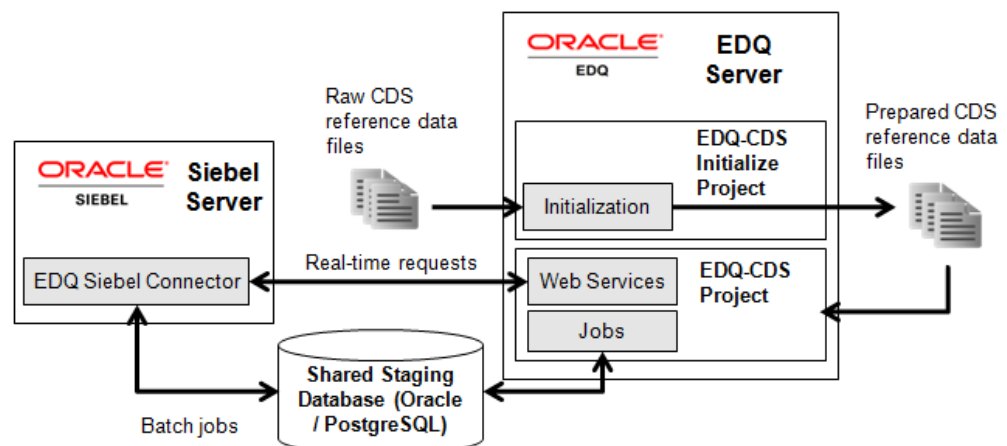 ORACLE
EDQ
EDQ
Server
Raw CDS
reference data
files
Prepared CDS
reference data
files
ORACLE
SIEBEL
Siebel
Server
EDQ-CDS
Initialize
Project
Initialization
EDQ Siebel Connector
Real-time requests
Web Services
EDQ-CDS
Project
Jobs
Shared Staging
Database (Oracle
/ PostgreSQL)
Batch jobs